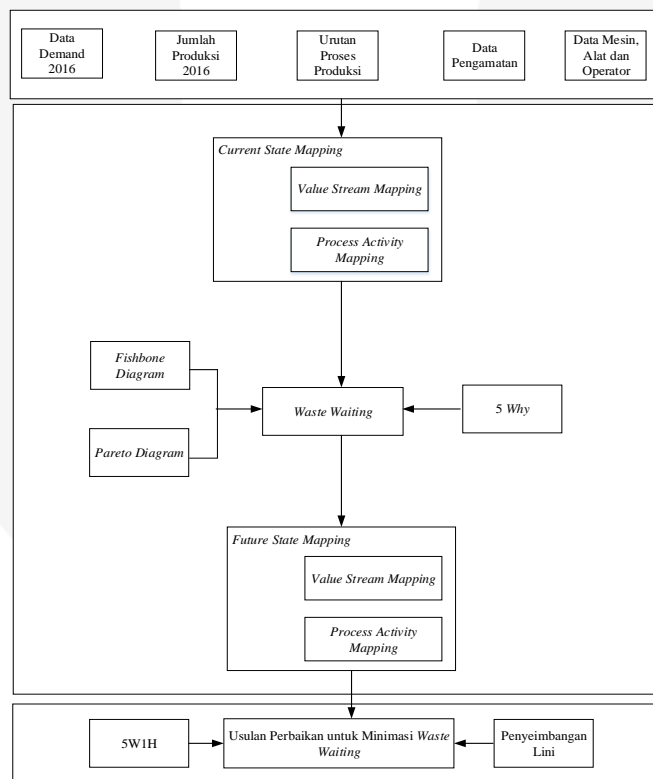 Data
Demand
2016
Jumlah
Produksi
2016
Urutan
Proses
Produksi
Data
Pengamatan
Data Mesin,
Alat dan
Operator
Current State Mapping
Value Stream Mapping
Process Activity
Mapping
Fishbone
Diagram
Waste Waiting
5 Why
Pareto Diagram
Future State Mapping
Value Stream Mapping
Process Activity
Mapping
5W1H
Usulan Perbaikan untuk Minimasi Waste
Waiting
Penyeimbangan
Lini